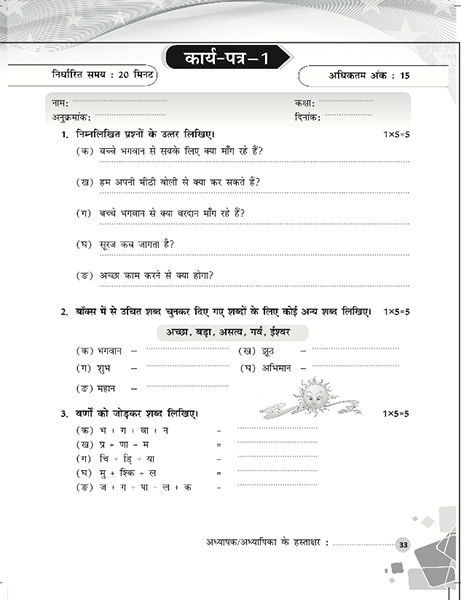 कार्य-पत्र-1
निर्धारित समय : 20 मिनट
अधिकतम अंक : 15
नाम: कक्षा:
अनुक्रमांक: दिनांक:
1. निम्नलिखित प्रश्नों के उत्तर लिखिए। 1×5=5
(क) बच्चे भगवान से सबके लिए क्या माँग रहे हैं?
(ख) हम अपनी मीठी बोली से क्या कर सकते हैं?
(ग) बच्चे भगवान से क्या वरदान माँग रहे हैं?
(घ) सूरज कब जागता है?
(ङ) अच्छा काम करने से क्या होगा?
2. बॉक्स में से उचित शब्द चुनकर दिए गए शब्दों के लिए कोई अन्य शब्द लिखिए। 1×5=5
अच्छा, बड़ा, असत्य, गर्व, ईश्वर
(क) भगवान – (ख) झूठ –
(ग) शुभ – (घ) अभिमान –
(ङ) महान –
3. वर्णों को जोड़कर शब्द लिखिए। 1×5=5
(क) भ + ग + वा + न –
(ख) प्र + णा – म =
(ग) चि + ड़ि + या –
(घ) मु + श्कि + ल =
(ङ) ज + ग + पा – ल + क –
अध्यापक/अध्यापिका के हस्ताक्षर : 33